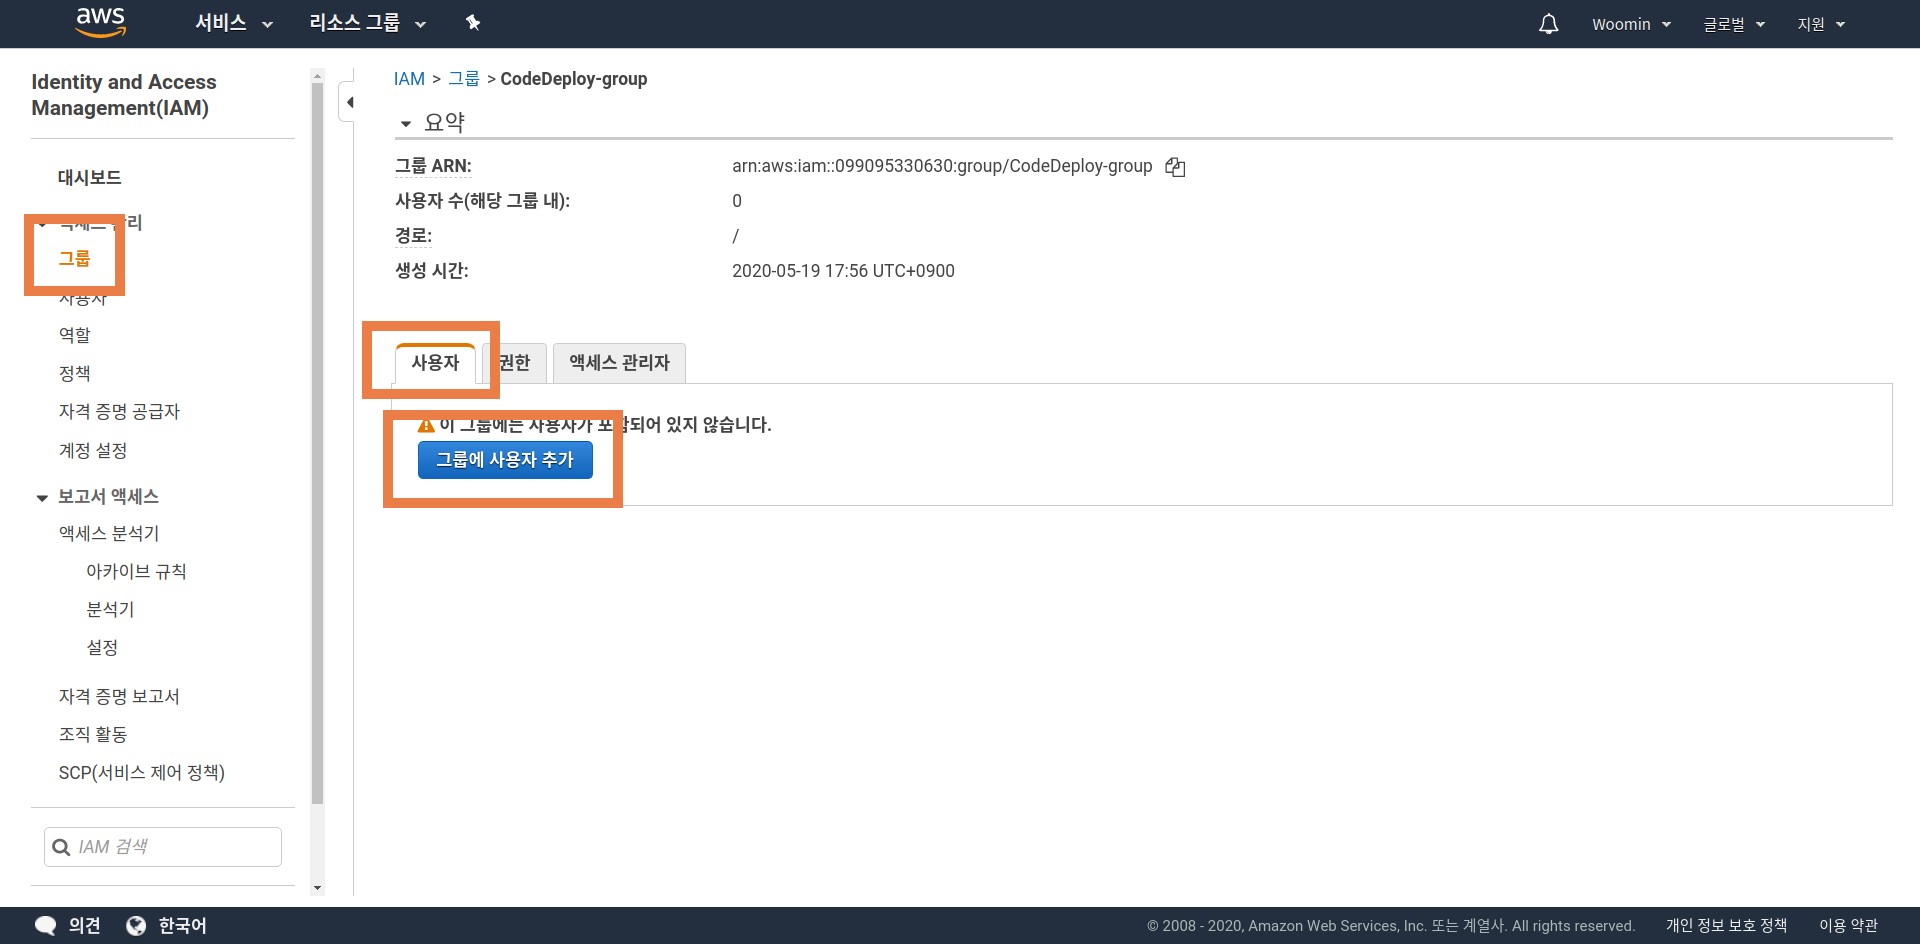 aws 서비스 리소스 그룹 Woomin 글로벌 지원
Identity and Access
Management(IAM)
대시보드
그룹
사용자
역할
정책
자격 증명 공급자
계정 설정
보고서 액세스
액세스 분석기
아카이브 규칙
분석기
설정
자격 증명 보고서
조직 활동
SCP(서비스 제어 정책)
IAM 검색
IAM > 그룹 > CodeDeploy-group
요약
그룹 ARN: arn:aws:iam::099095330630:group/CodeDeploy-group
사용자 수(해당 그룹 내): 0
경로: /
생성 시간: 2020-05-19 17:56 UTC+0900
사용자 권한 액세스 관리자
이 그룹에는 사용자가 포함되어 있지 않습니다.
그룹에 사용자 추가
의견 한국어 © 2008 - 2020, Amazon Web Services, Inc. 또는 계열사. All rights reserved. 개인 정보 보호 정책 이용 약관